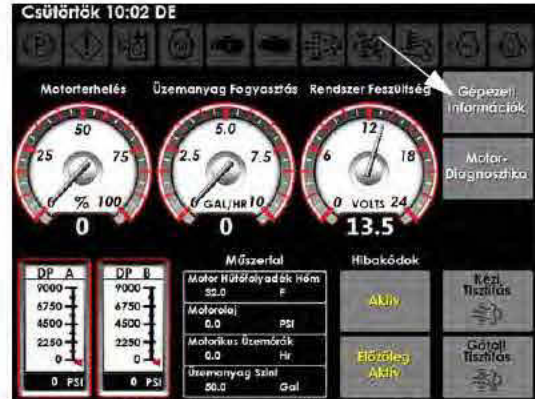 Csütörtök 10:02 DE
Motorterhelés Üzemanyag Fogyasztás Rendszer Feszültség
Gépezeti
Információk
50
25 75
0 % 100
0
5.0
2.5 7.5
0 GAL/HR 10
0
12
6 18
0 VOLTS 24
13.5
Motor-
Diagnosztika
DP A
9000
6750
4500
2250
0
0 PSI
DP B
9000
6750
4500
2250
0
0 PSI
Műszerfal
Motor Hűtőfolyadék Hőm
32.0 F
Motorolaj
0.0 PSI
Motorikus Üzemórák
0.0 Hr
Üzemanyag Szint
50.0 Gal
Hibakódok
Aktív
Előzőleg
Aktív
Kézi
Tisztítás
Gátolt
Tisztítás